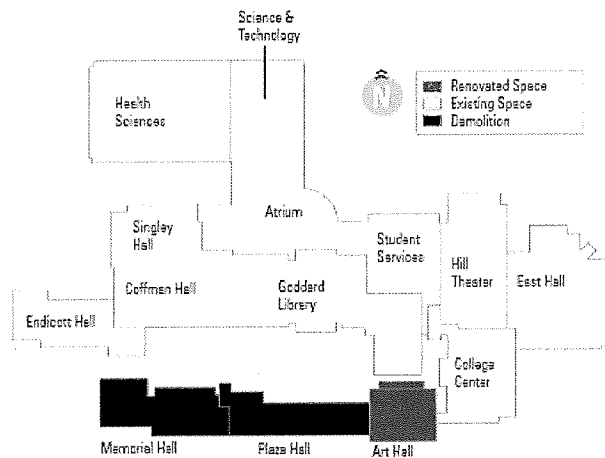 Science &
Technology
N
Renovated Space
Existing Space
Demolition
Health
Sciences
Atrium
Singley
Hall
Student
Services
Hill
Theater
East Hall
Coffman Hall
Goddard
Library
Endicott Hall
College
Center
Memorial Hall
Plaza Hall
Art Hall